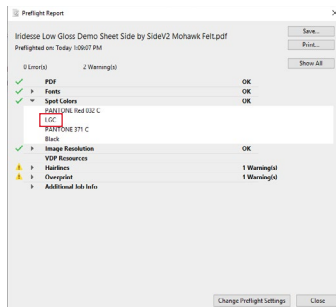 Preflight Report
Iridesse Low Gloss Demo Sheet Side by SideV2 Mohawk Felt.pdf
Save...
Preflighted on: Today 1:09:07 PM
Print...
0 Error(s) 2 Warning(s)
Show All
PDF OK
Fonts OK
Spot Colors OK
PANTONE Red 032 C
LGC
PANTONE 371 C
Black
Image Resolution OK
VDP Resources
Hairlines 1 Warning(s)
Overprint 1 Warning(s)
Additional Job Info
Change Preflight Settings Close